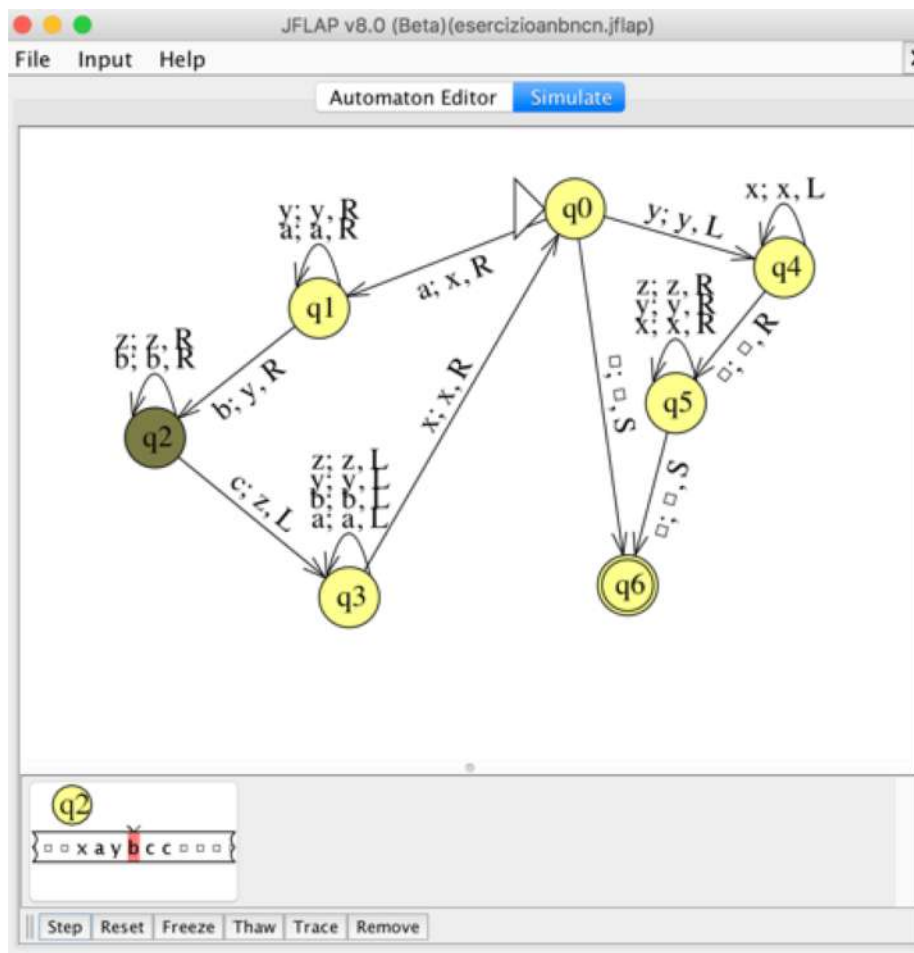 JFLAP v8.0 (Beta)(esercizioanbncn.jflap)
File Input Help
Automaton Editor Simulate
q0
y; y, L
x; x, L
q4
y; y, R
a; a, R
q1
a; x, R
z; z, R
y; y, R
x; x, R
q5
□; □, R
z; z, R
b; b, R
q2
b; y, R
x; x, R
□; □, S
□; □, S
c; z, L
z; z, L
y; y, L
b; b, L
a; a, L
q3
q6
q2
□ □ x a y b c c □ □ □
Step Reset Freeze Thaw Trace Remove